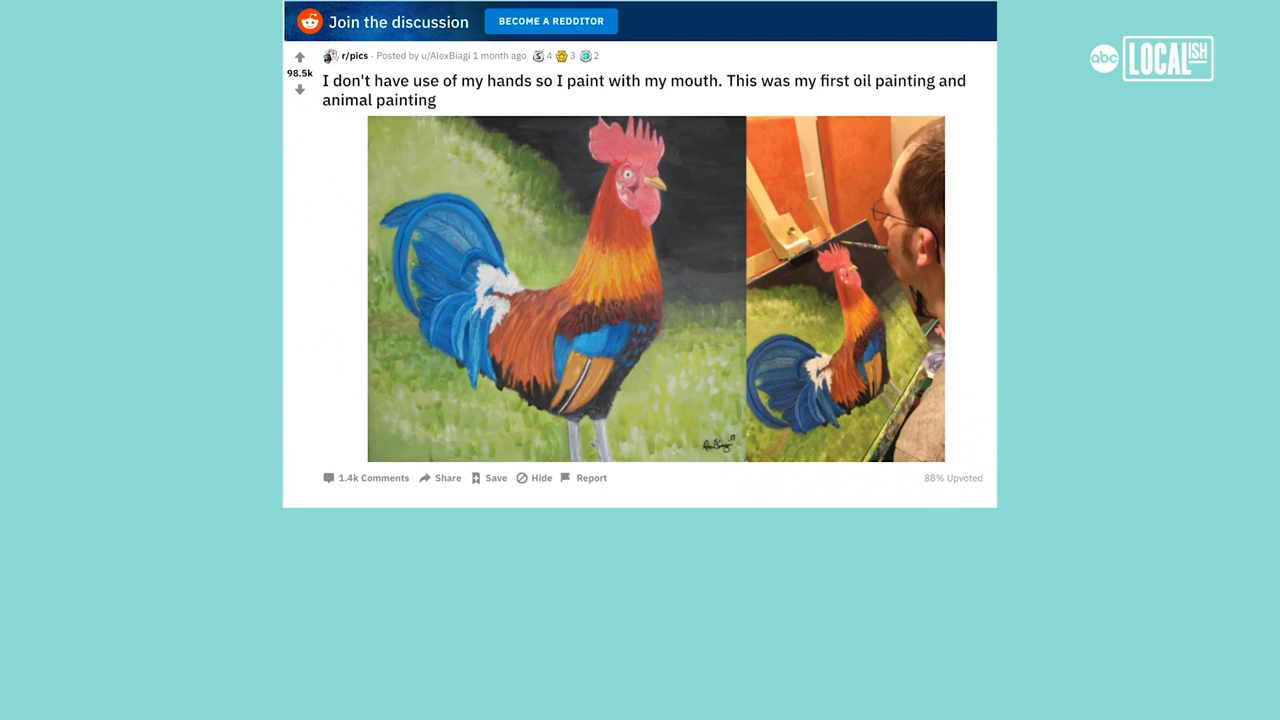 Join the discussion BECOME A REDDITOR
abc LOCALISH
r/pics - Posted by u/AlexBiagi 1 month ago S 4 3 2
98.5k
I don't have use of my hands so I paint with my mouth. This was my first oil painting and
animal painting
1.4k Comments Share Save Hide Report 88% Upvoted